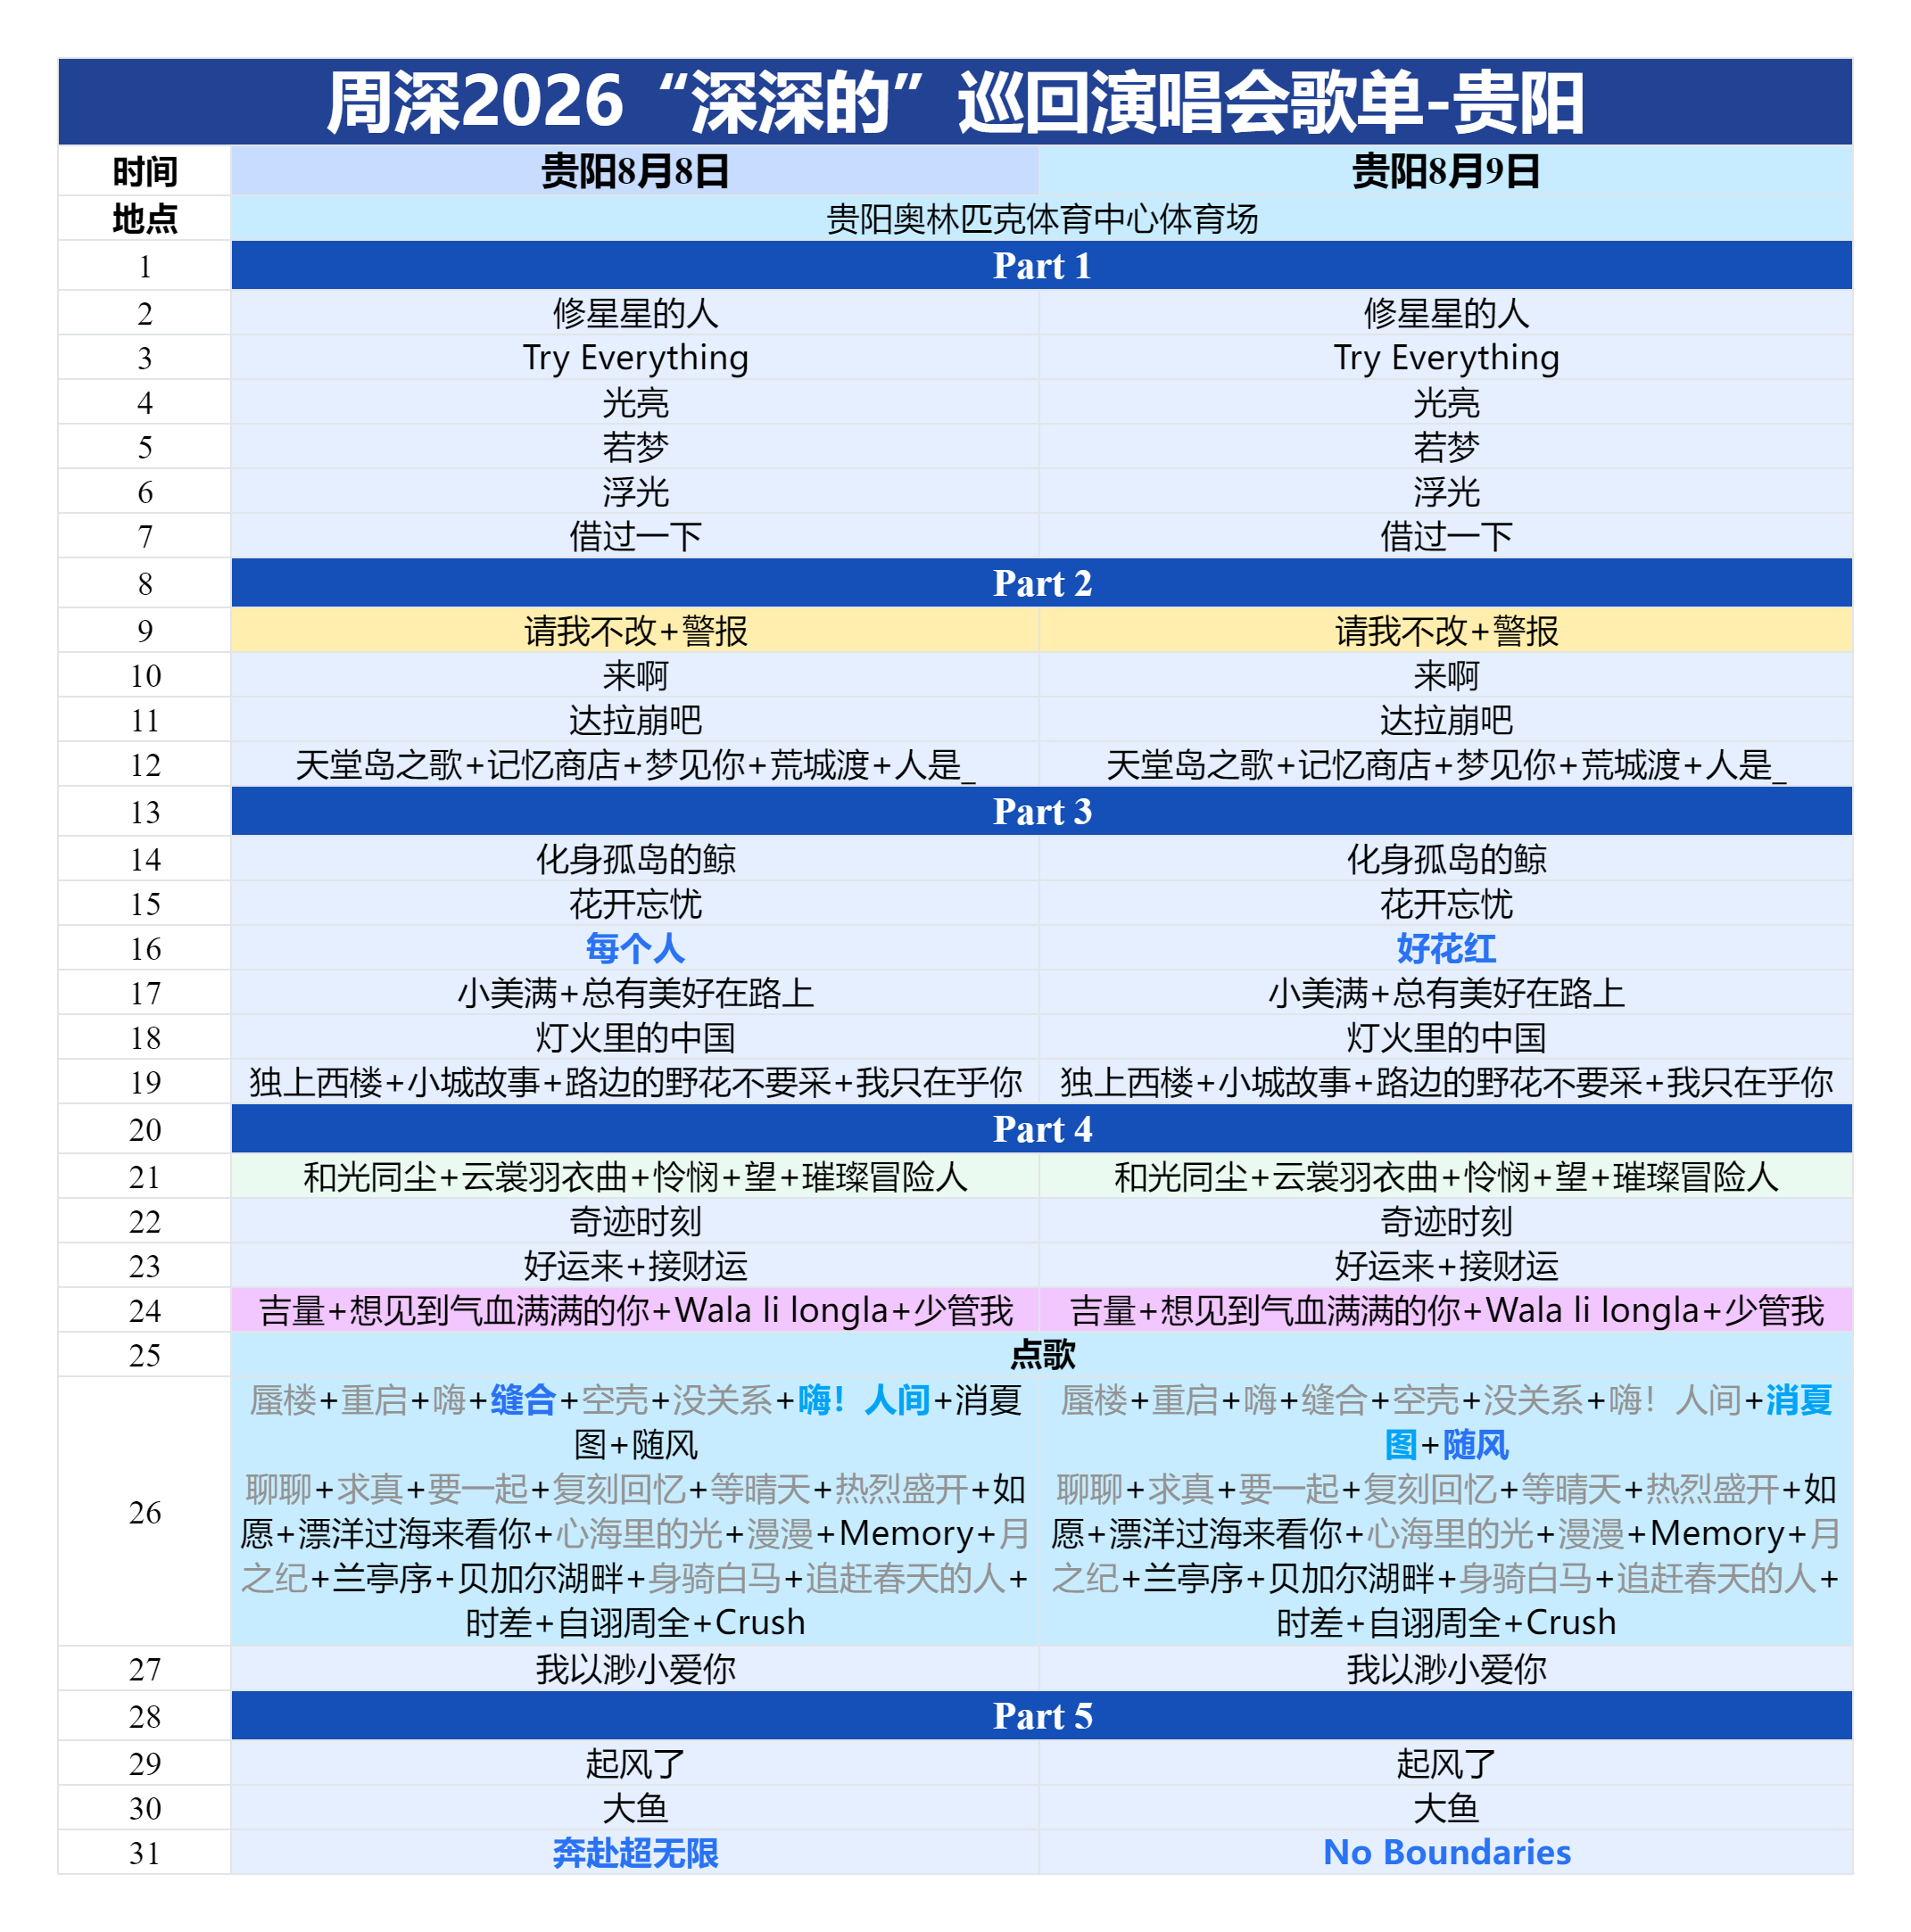 周深2026“深深的”巡回演唱会歌单-贵阳
时间 贵阳8月8日 贵阳8月9日
地点 贵阳奥林匹克体育中心体育场
1 Part 1
2 修星星的人 修星星的人
3 Try Everything Try Everything
4 光亮 光亮
5 若梦 若梦
6 浮光 浮光
7 借过一下 借过一下
8 Part 2
9 请我不改+警报 请我不改+警报
10 来啊 来啊
11 达拉崩吧 达拉崩吧
12 天堂岛之歌+记忆商店+梦见你+荒城渡+人是_ 天堂岛之歌+记忆商店+梦见你+荒城渡+人是_
13 Part 3
14 化身孤岛的鲸 化身孤岛的鲸
15 花开忘忧 花开忘忧
16 每个人 好花红
17 小美满+总有美好在路上 小美满+总有美好在路上
18 灯火里的中国 灯火里的中国
19 独上西楼+小城故事+路边的野花不要采+我只在乎你 独上西楼+小城故事+路边的野花不要采+我只在乎你
20 Part 4
21 和光同尘+云裳羽衣曲+怜悯+望+璀璨冒险人 和光同尘+云裳羽衣曲+怜悯+望+璀璨冒险人
22 奇迹时刻 奇迹时刻
23 好运来+接财运 好运来+接财运
24 吉量+想见到气血满满的你+Wala li longla+少管我 吉量+想见到气血满满的你+Wala li longla+少管我
25 点歌
26
蜃楼+重启+嗨+缝合+空壳+没关系+嗨！人间+消夏
图+随风
聊聊+求真+要一起+复刻回忆+等晴天+热烈盛开+如
愿+漂洋过海来看你+心海里的光+漫漫+Memory+月
之纪+兰亭序+贝加尔湖畔+身骑白马+追赶春天的人+
时差+自诩周全+Crush
蜃楼+重启+嗨+缝合+空壳+没关系+嗨！人间+消夏
图+随风
聊聊+求真+要一起+复刻回忆+等晴天+热烈盛开+如
愿+漂洋过海来看你+心海里的光+漫漫+Memory+月
之纪+兰亭序+贝加尔湖畔+身骑白马+追赶春天的人+
时差+自诩周全+Crush
27 我以渺小爱你 我以渺小爱你
28 Part 5
29 起风了 起风了
30 大鱼 大鱼
31 奔赴超无限 No Boundaries